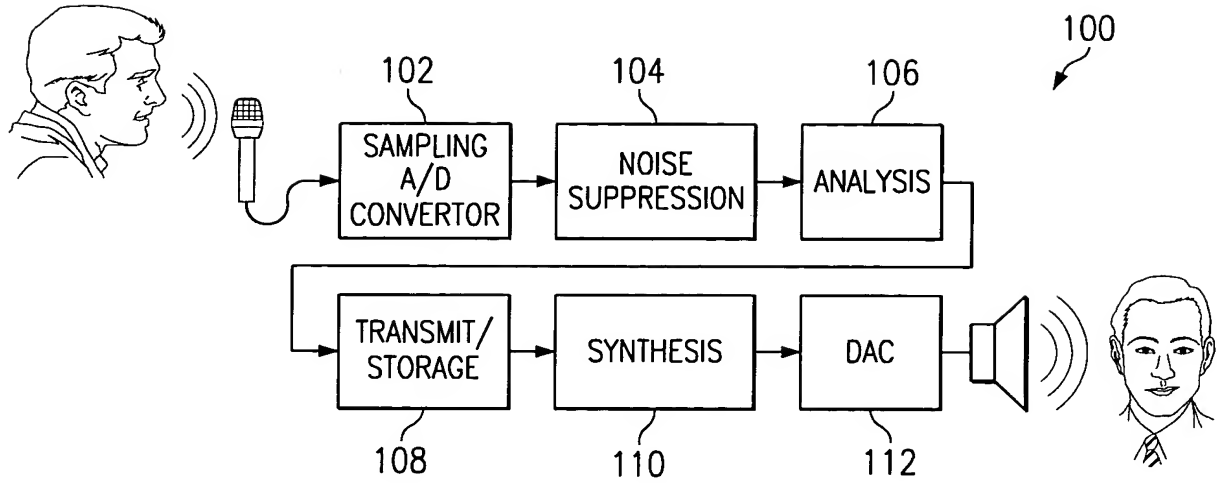 100
102
104
106
SAMPLING
A/D
CONVERTOR
NOISE
SUPPRESSION
ANALYSIS
TRANSMIT/
STORAGE
SYNTHESIS
DAC
108
110
112